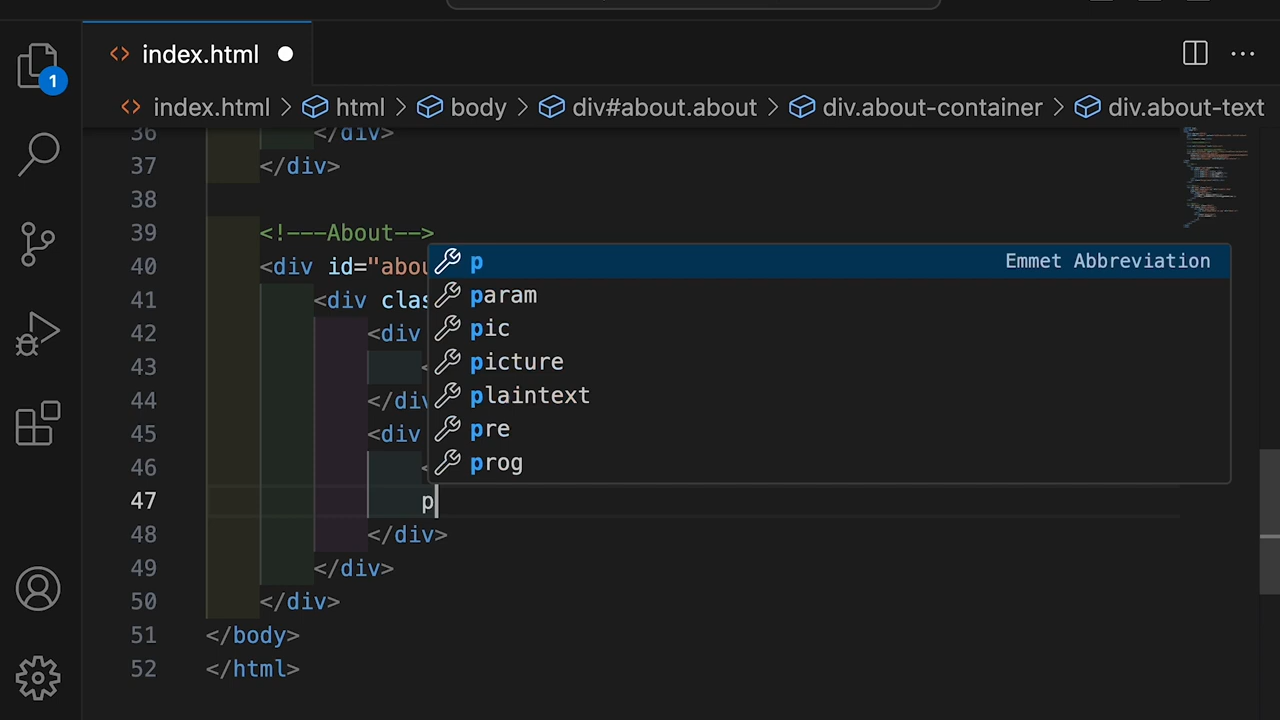 index.html
1
index.html > html > body > div#about.about > div.about-container > div.about-text
36 </div>
37 </div>
38
39 <!---About-->
40 <div id="abou
41 <div clas
42 <div
43 <
44 </div
45 <div
46 <
47 p
48 </div>
49 </div>
50 </div>
51 </body>
52 </html>
p Emmet Abbreviation
param
pic
picture
plaintext
pre
prog